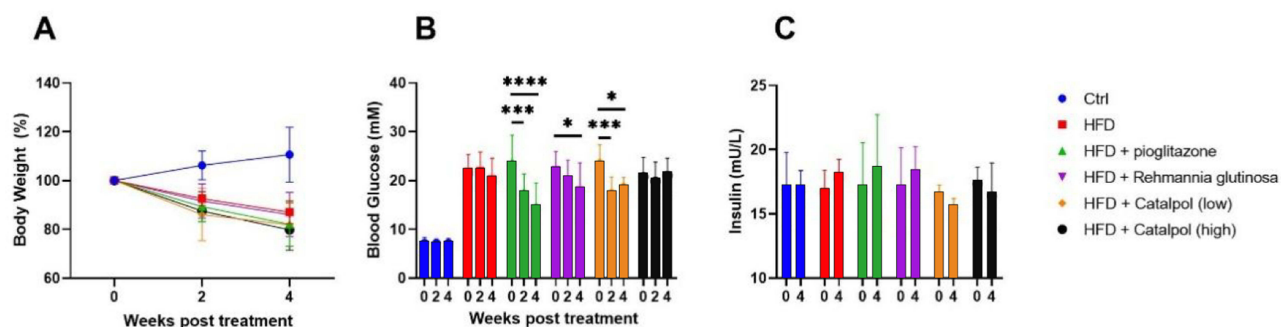 A
B
C
Body Weight (%)
140
120
100
80
60
0 2 4
Weeks post treatment
Blood Glucose (mM)
40
30
20
10
0
**** 
*** 
*
*
***
0 2 4 0 2 4 0 2 4 0 2 4 0 2 4 0 2 4
Weeks post treatment
Insulin (mU/L)
25
20
15
10
0 4 0 4 0 4 0 4 0 4 0 4
Ctrl
HFD
HFD + pioglitazone
HFD + Rehmannia glutinosa
HFD + Catalpol (low)
HFD + Catalpol (high)